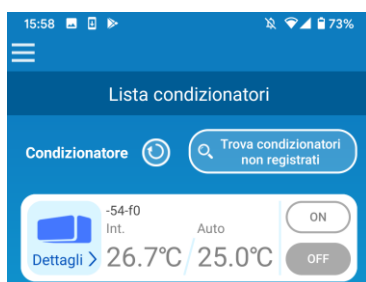 15:58 73%
Lista condizionatori
Condizionatore
Trova condizionatori
non registrati
-54-f0
Int. Auto
26.7℃ 25.0℃
Dettagli
ON
OFF